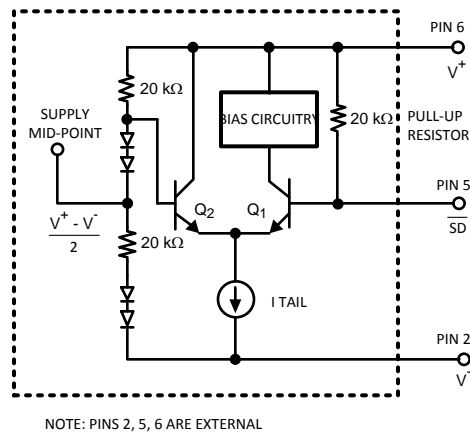 PIN 6
V+
20 kΩ
BIAS CIRCUITRY
20 kΩ
PULL-UP
RESISTOR
SUPPLY
MID-POINT
PIN 5
SD
Q2
Q1
V+ - V-
2
20 kΩ
I TAIL
PIN 2
V-
NOTE: PINS 2, 5, 6 ARE EXTERNAL